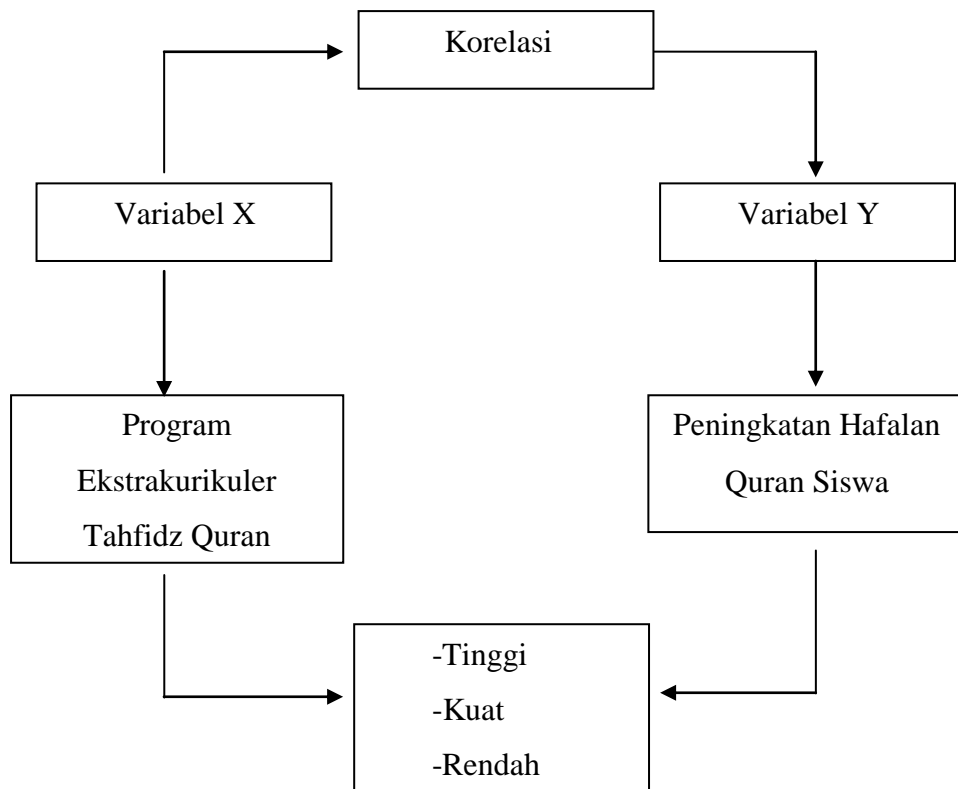 Korelasi
Variabel X
Variabel Y
Program
Ekstrakurikuler
Tahfidz Quran
Peningkatan Hafalan
Quran Siswa
-Tinggi
-Kuat
-Rendah